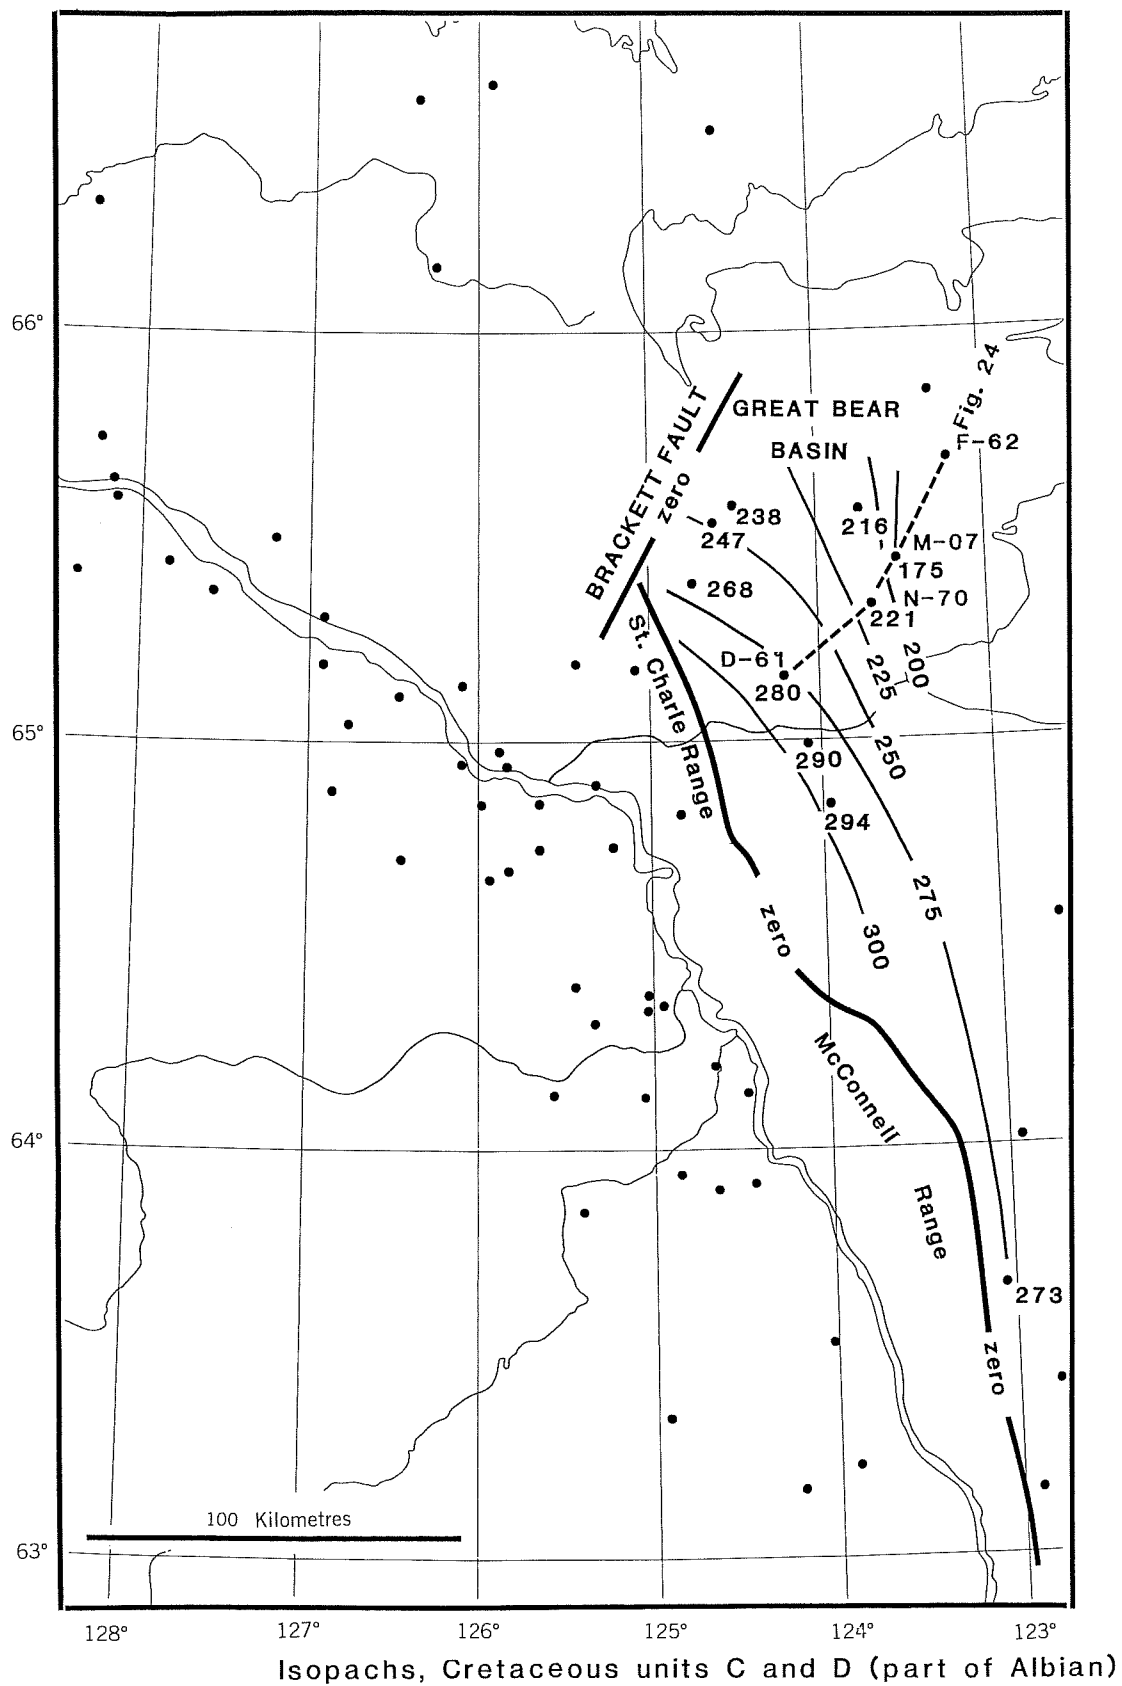 66°
Fig. 24
GREAT BEAR
F-62
BASIN
BRACKETT FAULT
zero
238
216
247
M-07
175
268
N-70
221
St. Charle Range
D-61
280
200
225
65°
250
290
294
275
zero
300
McConnell
64°
Range
273
zero
100 Kilometres
63°
128° 127° 126° 125° 124° 123°
Isopachs, Cretaceous units C and D (part of Albian)